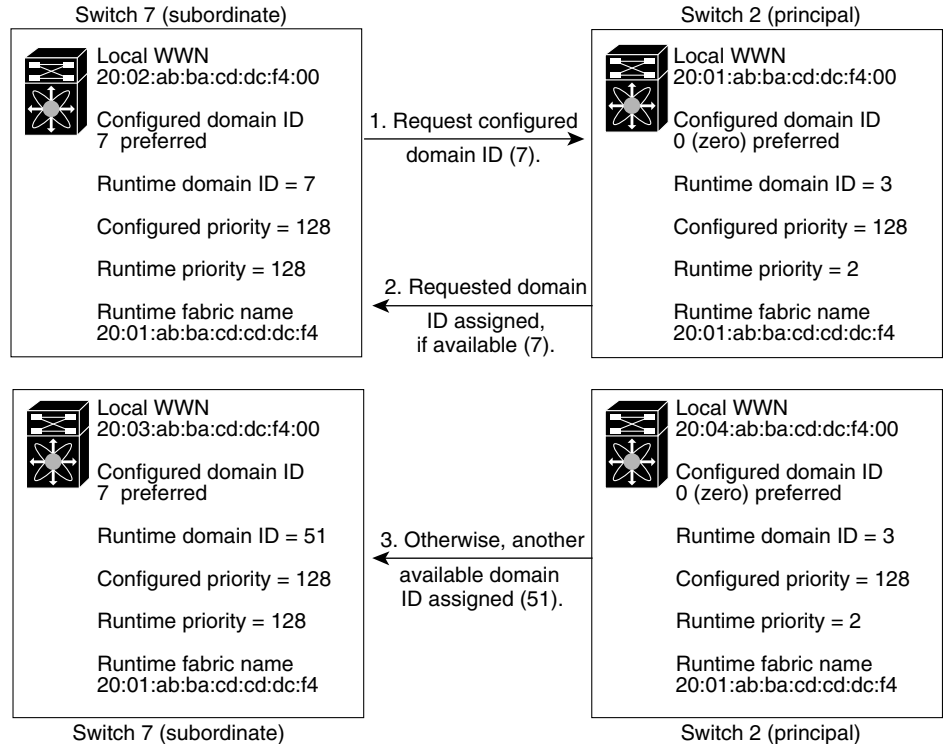 Switch 7 (subordinate)
Local WWN
20:02:ab:ba:cd:dc:f4:00
Configured domain ID
7 preferred
Runtime domain ID = 7
Configured priority = 128
Runtime priority = 128
Runtime fabric name
20:01:ab:ba:cd:cd:dc:f4
1. Request configured
domain ID (7).
2. Requested domain
ID assigned,
if available (7).
Switch 2 (principal)
Local WWN
20:01:ab:ba:cd:dc:f4:00
Configured domain ID
0 (zero) preferred
Runtime domain ID = 3
Configured priority = 128
Runtime priority = 2
Runtime fabric name
20:01:ab:ba:cd:cd:dc:f4
Local WWN
20:03:ab:ba:cd:dc:f4:00
Configured domain ID
7 preferred
Runtime domain ID = 51
Configured priority = 128
Runtime priority = 128
Runtime fabric name
20:01:ab:ba:cd:cd:dc:f4
Switch 7 (subordinate)
3. Otherwise, another
available domain
ID assigned (51).
Local WWN
20:04:ab:ba:cd:dc:f4:00
Configured domain ID
0 (zero) preferred
Runtime domain ID = 3
Configured priority = 128
Runtime priority = 2
Runtime fabric name
20:01:ab:ba:cd:cd:dc:f4
Switch 2 (principal)